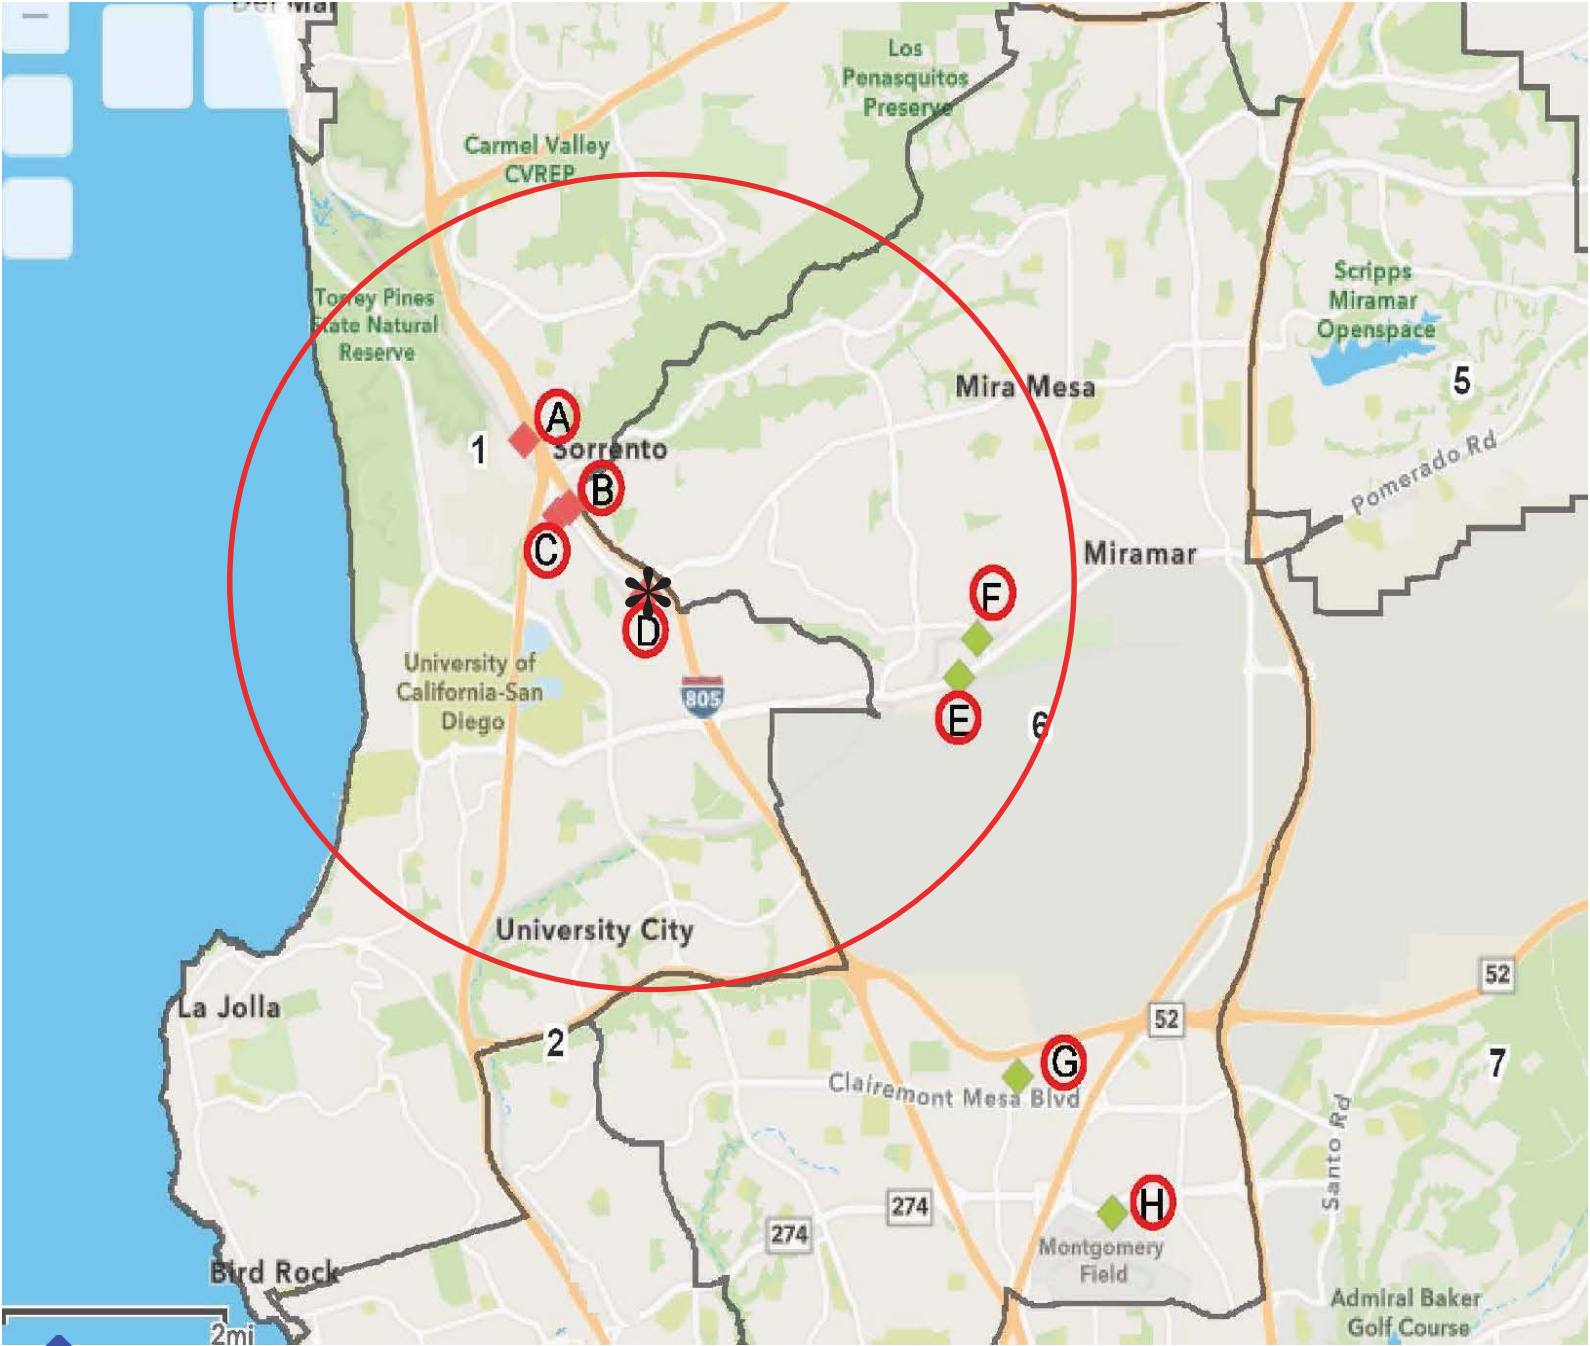 Del Mar
Los
Penasquitos
Preserve
Carmel Valley
CVREP
Scripps
Miramar
Openspace
Torrey Pines
State Natural
Reserve
5
Mira Mesa
A
1
Sorrento
Pomerado Rd
B
C
Miramar
F
D
University of
California-San
Diego
805
E
6
University City
52
La Jolla
52
2
G
7
Clairemont Mesa Blvd
Santo Rd
H
274
274
Montgomery
Field
Bird Rock
Admiral Baker
Golf Course
2mi